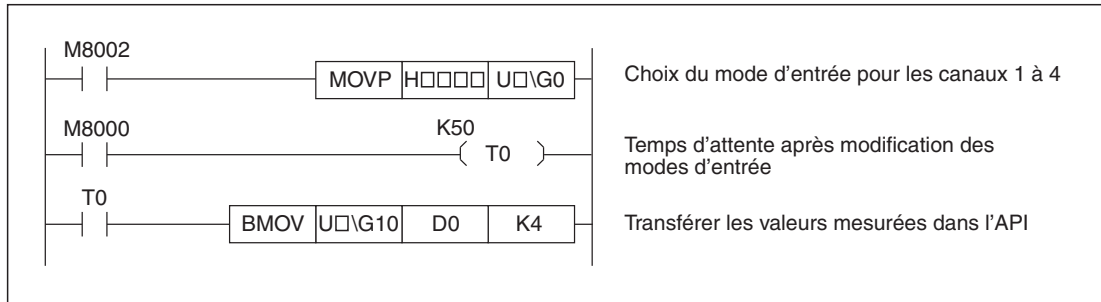 M8002
MOVP H□□□□ U□\G0
Choix du mode d'entrée pour les canaux 1 à 4
M8000
K50
T0
Temps d'attente après modification des
modes d'entrée
T0
BMOV U□\G10 D0 K4
Transférer les valeurs mesurées dans l'API